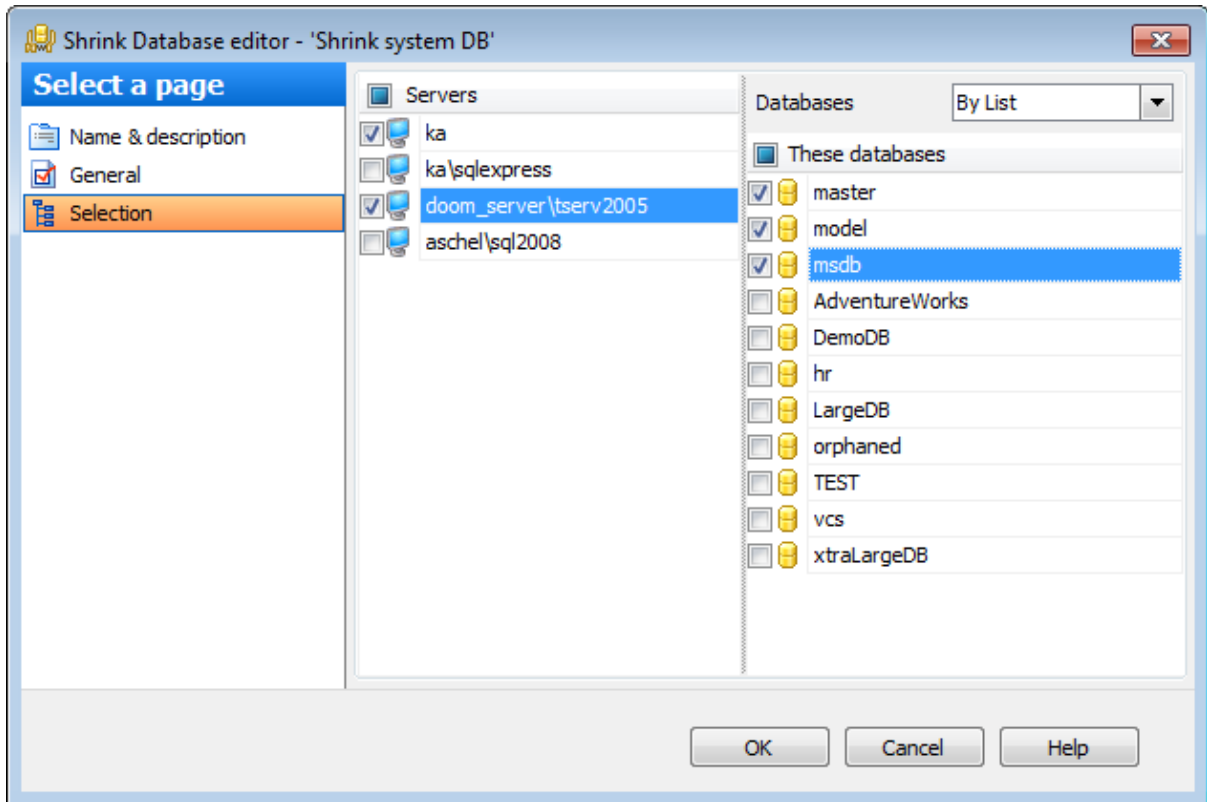 Shrink Database editor - 'Shrink system DB'
Select a page
Name & description
General
Selection
Servers
ka
ka\sqlexpress
doom_server\tserv2005
aschel\sql2008
Databases
By List
These databases
master
model
msdb
AdventureWorks
DemoDB
hr
LargeDB
orphaned
TEST
vcs
xtraLargeDB
OK
Cancel
Help